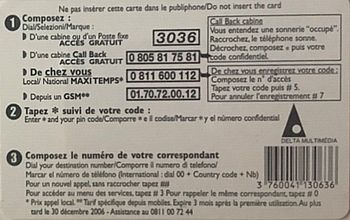 Ne pas insérer cette carte dans le publiphone/Do not insert the card
1 Composez :
Dial/Selezioni/Marque :
D'une cabine ou d'un Poste fixe
ACCÈS GRATUIT
3036
D'une cabine Call Back
ACCÈS GRATUIT
0 805 81 75 81
De chez vous
Local/National MAXITEMPS*
0 811 600 112
Depuis un GSM**
01.70.72.00.12
Call Back cabine
Vous entendez une sonnerie "occupé".
Raccrochez, le téléphone sonne.
Décrochez, composez * puis votre
code confidentiel.
De chez vous enregistrez votre code :
Composez le n° d'accès
Tapez votre code puis # 5.
Pour annuler l'enregistrement # 7
2 Tapez * suivi de votre code :
Enter * and your pin code/Comporre * e il codise/Marcar * y el numero de codigo
DELTA MULTIMÉDIA
3 Composez le numéro de votre correspondant
Dial your destination number/Comporre il numero di telefono/
Marcar el número de teléfono (International : dial 00 + Country code + Nb)
Pour un nouvel appel, sans raccrocher tapez ##
Pour accéder au menu des services, tapez # 3 Pour rappeler le même correspondant, tapez # 0
* Prix appel local. **Tarif spécifique depuis mobiles. Expire 3 mois après la première utilisation. Au plus
tard le 30 décembre 2006 - Assistance au 0811 00 72 44
3 760041 130636